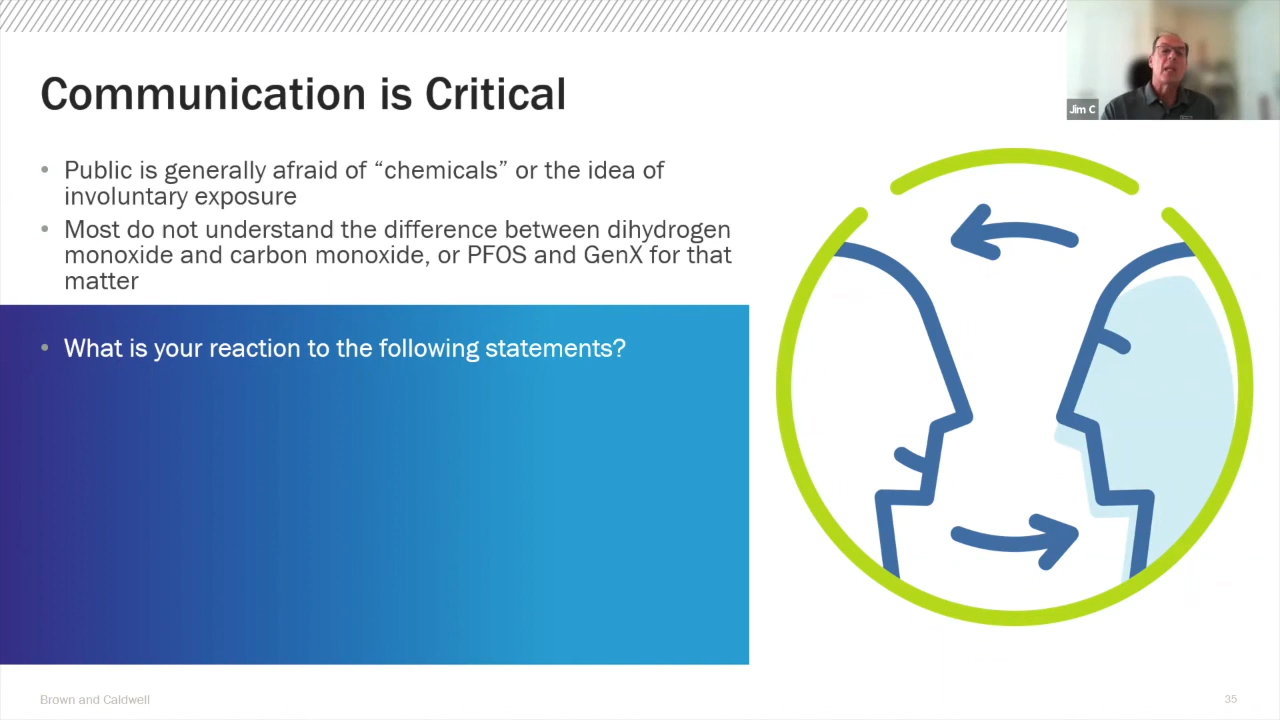 Communication is Critical
Jim C
• Public is generally afraid of “chemicals” or the idea of
involuntary exposure
• Most do not understand the difference between dihydrogen
monoxide and carbon monoxide, or PFOS and GenX for that
matter
• What is your reaction to the following statements?
Brown and Caldwell
35